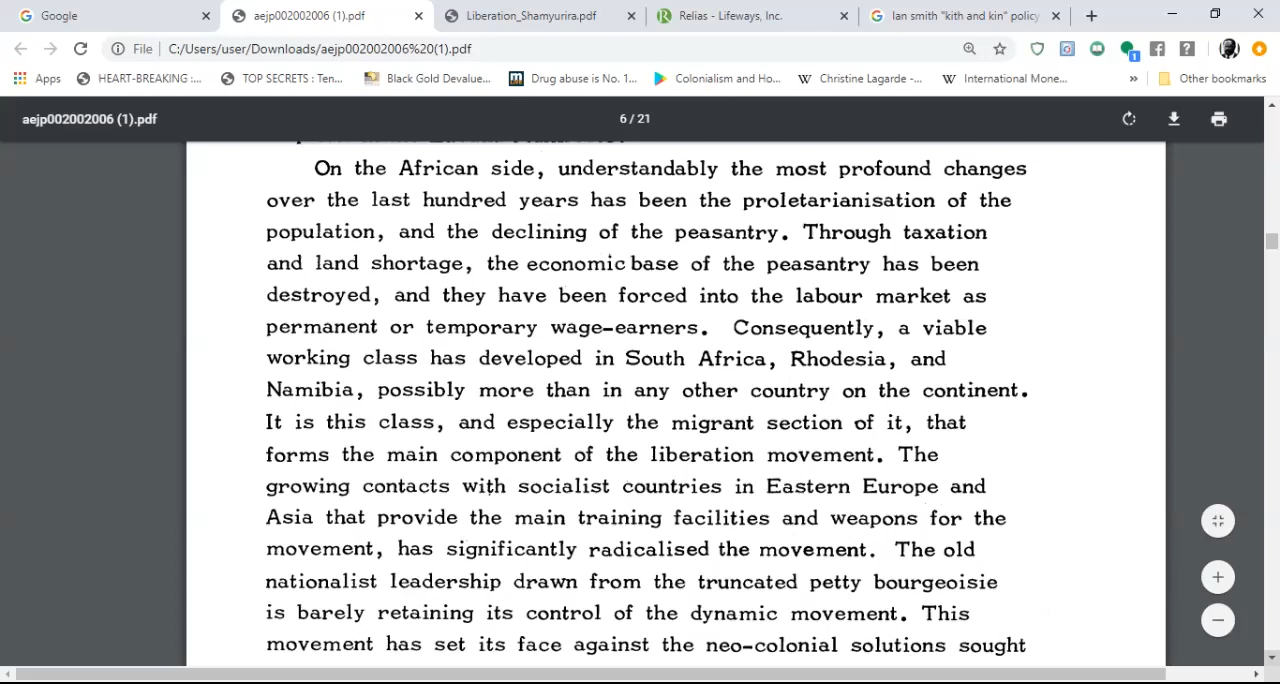 Google
aejp002002006 (1).pdf
Liberation_Shamyurira.pdf
Relias - Lifeways, Inc.
Ian smith "kith and kin" policy
File
C:/Users/user/Downloads/aejp002002006%20(1).pdf
1
Apps
HEART-BREAKING :...
TOP SECRETS : Ten...
Black Gold Devalue...
Drug abuse is No. 1...
Colonialism and Ho...
Christine Lagarde -...
International Mone...
»
Other bookmarks
aejp002002006 (1).pdf
6 / 21
On the African side, understandably the most profound changes
over the last hundred years has been the proletarianisation of the
population, and the declining of the peasantry. Through taxation
and land shortage, the economic base of the peasantry has been
destroyed, and they have been forced into the labour market as
permanent or temporary wage-earners. Consequently, a viable
working class has developed in South Africa, Rhodesia, and
Namibia, possibly more than in any other country on the continent.
It is this class, and especially the migrant section of it, that
forms the main component of the liberation movement. The
growing contacts with socialist countries in Eastern Europe and
Asia that provide the main training facilities and weapons for the
movement, has significantly radicalised the movement. The old
nationalist leadership drawn from the truncated petty bourgeoisie
is barely retaining its control of the dynamic movement. This
movement has set its face against the neo-colonial solutions sought